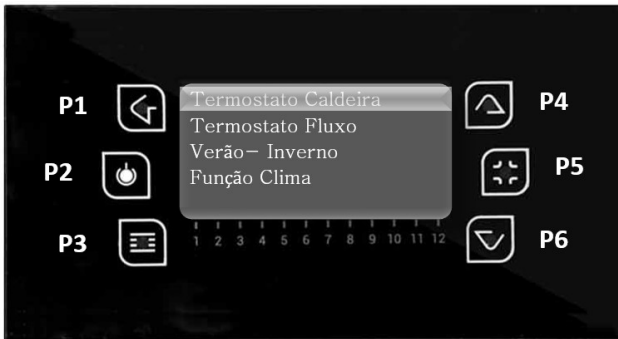 P1
P2
P3
Termostato Caldeira
Termostato Fluxo
Verão- Inverno
Função Clima
1 2 3 4 5 6 7 8 9 10 11 12
P4
P5
P6